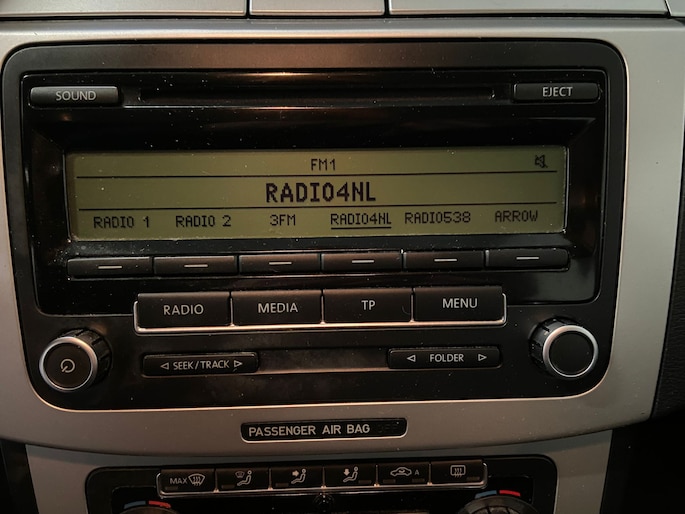 SOUND EJECT
FM1
RADIO4NL
RADIO 1 RADIO 2 3FM RADIO4NL RADIO538 ARROW
RADIO MEDIA TP MENU
SEEK/TRACK FOLDER
PASSENGER AIR BAG OFF
MAX A